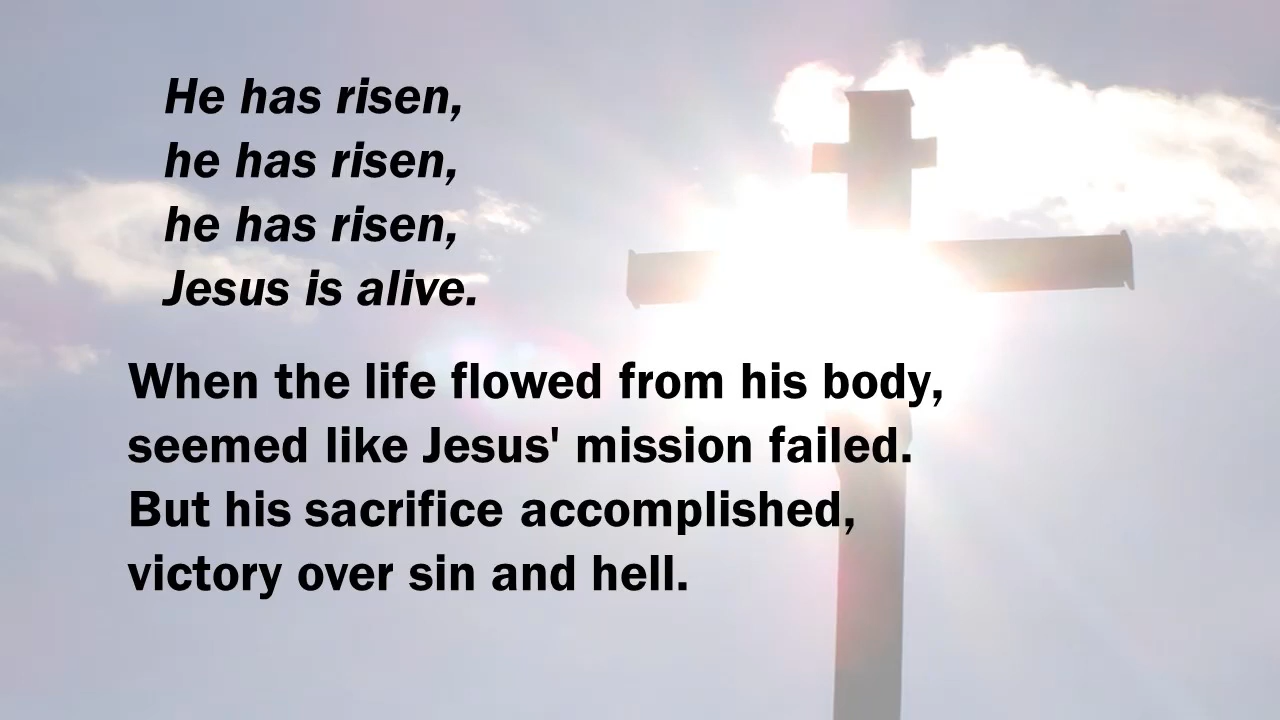 He has risen,
he has risen,
he has risen,
Jesus is alive.
When the life flowed from his body,
seemed like Jesus' mission failed.
But his sacrifice accomplished,
victory over sin and hell.